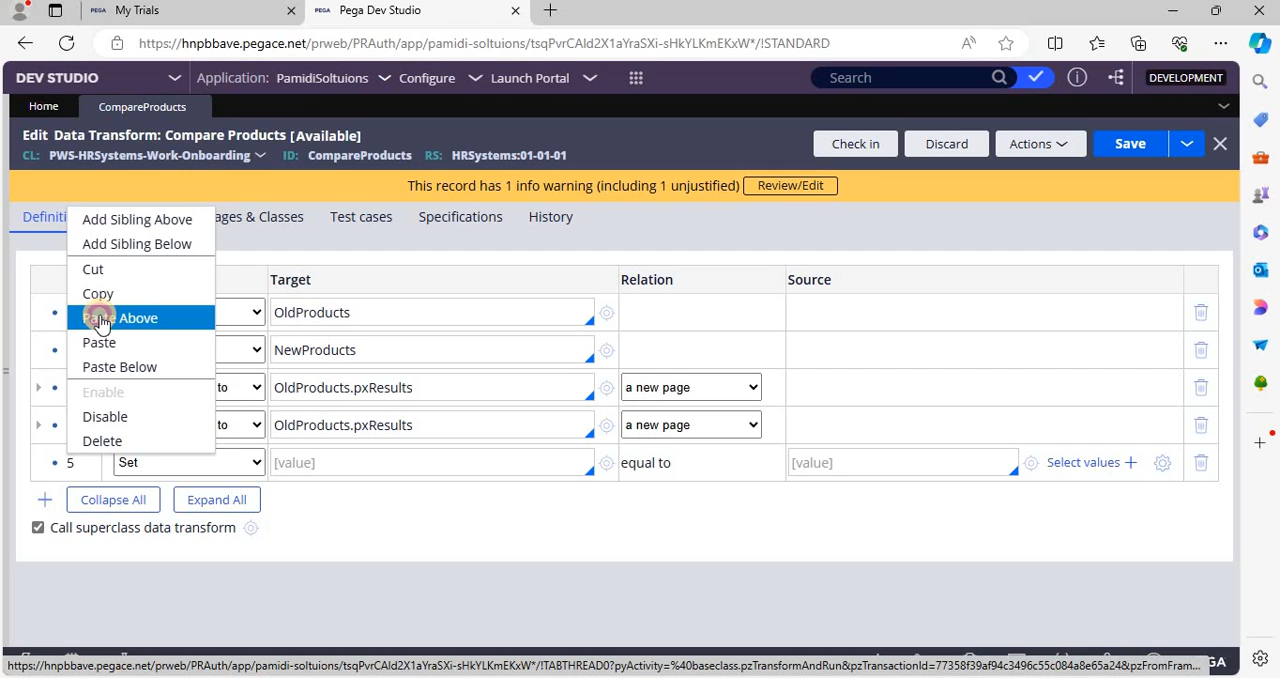 PEGA My Trials
PEGA Pega Dev Studio
https://hnpbbave.pegace.net/prweb/PRAuth/app/pamidi-soltuions/tsqPvrCAld2X1aYraSXi-sHkYLKmEKxW*/!STANDARD
DEV STUDIO Application: PamidiSoltuions Configure Launch Portal Search DEVELOPMENT
Home CompareProducts
Edit Data Transform: Compare Products [Available]
CL: PWS-HRSystems-Work-Onboarding ID: CompareProducts RS: HRSystems:01-01-01
Check in Discard Actions Save
This record has 1 info warning (including 1 unjustified) Review/Edit
Test cases Specifications History
Add Sibling Above
Add Sibling Below
Cut
Copy
Paste Above
Paste
Paste Below
Enable
Disable
Delete
Target Relation Source
OldProducts
NewProducts
to OldProducts.pxResults a new page
to OldProducts.pxResults a new page
5 Set [value] equal to [value] Select values
Collapse All Expand All
Call superclass data transform
https://hnpbbave.pegace.net/prweb/PRAuth/app/pamidi-soltuions/tsqPvrCAld2X1aYraSXi-sHkYLKmEKxW*/!TABTHREAD0?pyActivity=%40baseclass.pzTransformAndRun&pzTransactionId=77358f39af94c3496c55c084a8e65a24&pzFromFram...